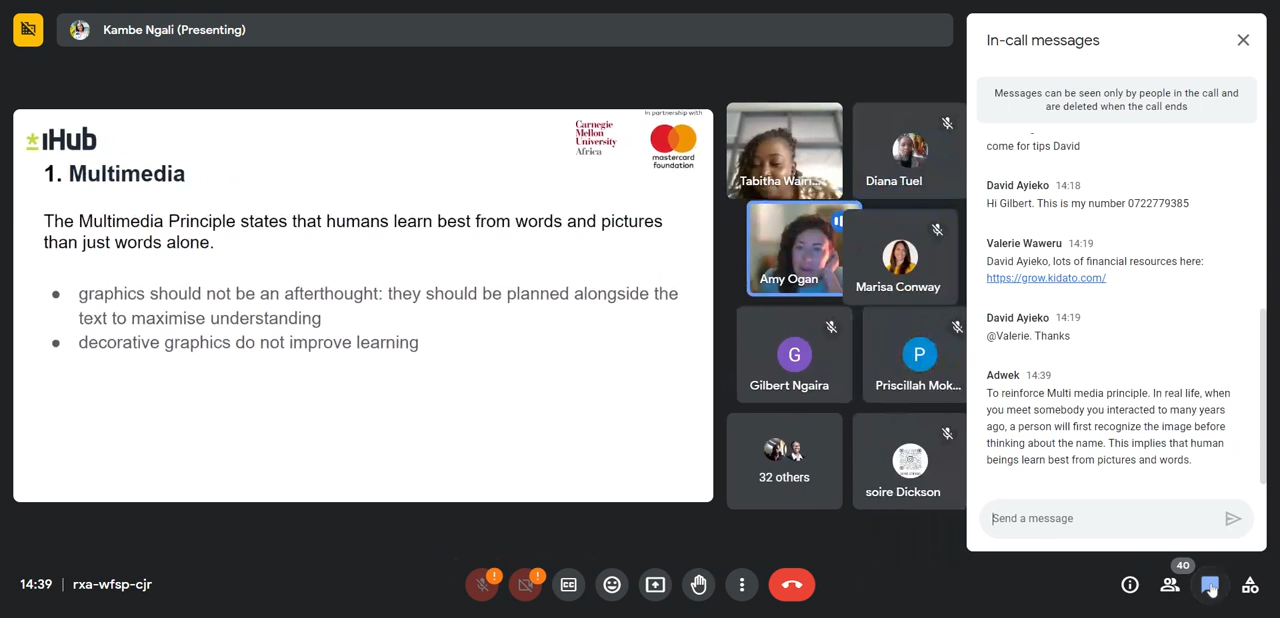 Kambe Ngali (Presenting)
iHub
Carnegie
Mellon
University
Africa
In partnership with
mastercard
foundation
1. Multimedia
The Multimedia Principle states that humans learn best from words and pictures
than just words alone.
graphics should not be an afterthought: they should be planned alongside the
text to maximise understanding
decorative graphics do not improve learning
Tabitha Wairi...
Diana Tuel
Amy Ogan
Marisa Conway
G
Gilbert Ngaira
P
Priscillah Mok...
32 others
soire Dickson
In-call messages
Messages can be seen only by people in the call and
are deleted when the call ends
come for tips David
David Ayieko 14:18
Hi Gilbert. This is my number 0722779385
Valerie Waweru 14:19
David Ayieko, lots of financial resources here:
https://grow.kidato.com/
David Ayieko 14:19
@Valerie. Thanks
Adwek 14:39
To reinforce Multi media principle. In real life, when
you meet somebody you interacted to many years
ago, a person will first recognize the image before
thinking about the name. This implies that human
beings learn best from pictures and words.
Send a message
14:39 | rxa-wfsp-cjr
40